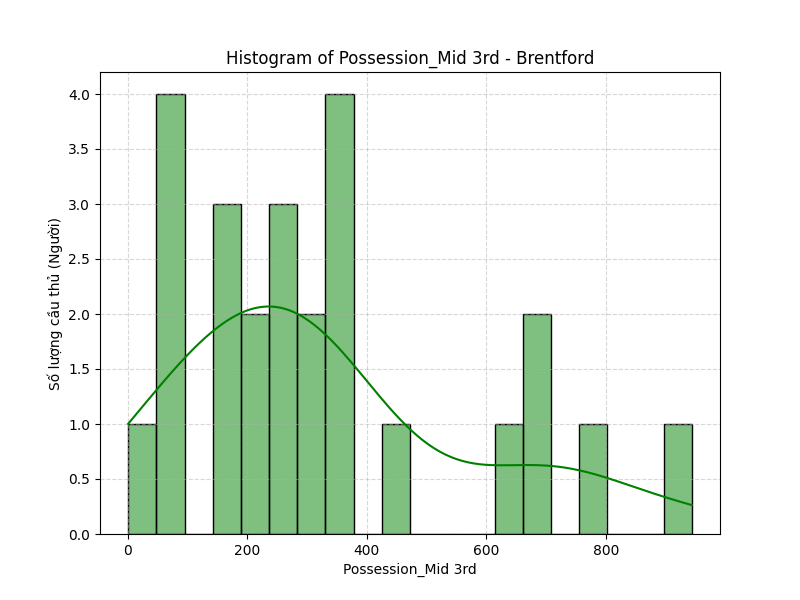 Histogram of Possession_Mid 3rd - Brentford
4.0
3.5
3.0
2.5
2.0
1.5
1.0
0.5
0.0
Số lượng cầu thủ (Người)
0 200 400 600 800
Possession_Mid 3rd